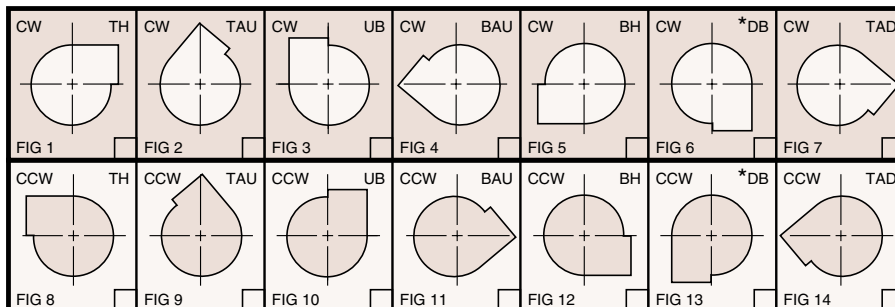 CW TH
FIG 1
CW TAU
FIG 2
CW UB
FIG 3
CW BAU
FIG 4
CW BH
FIG 5
CW *DB
FIG 6
CW TAD
FIG 7
CCW TH
FIG 8
CCW TAU
FIG 9
CCW UB
FIG 10
CCW BAU
FIG 11
CCW BH
FIG 12
CCW *DB
FIG 13
CCW TAD
FIG 14